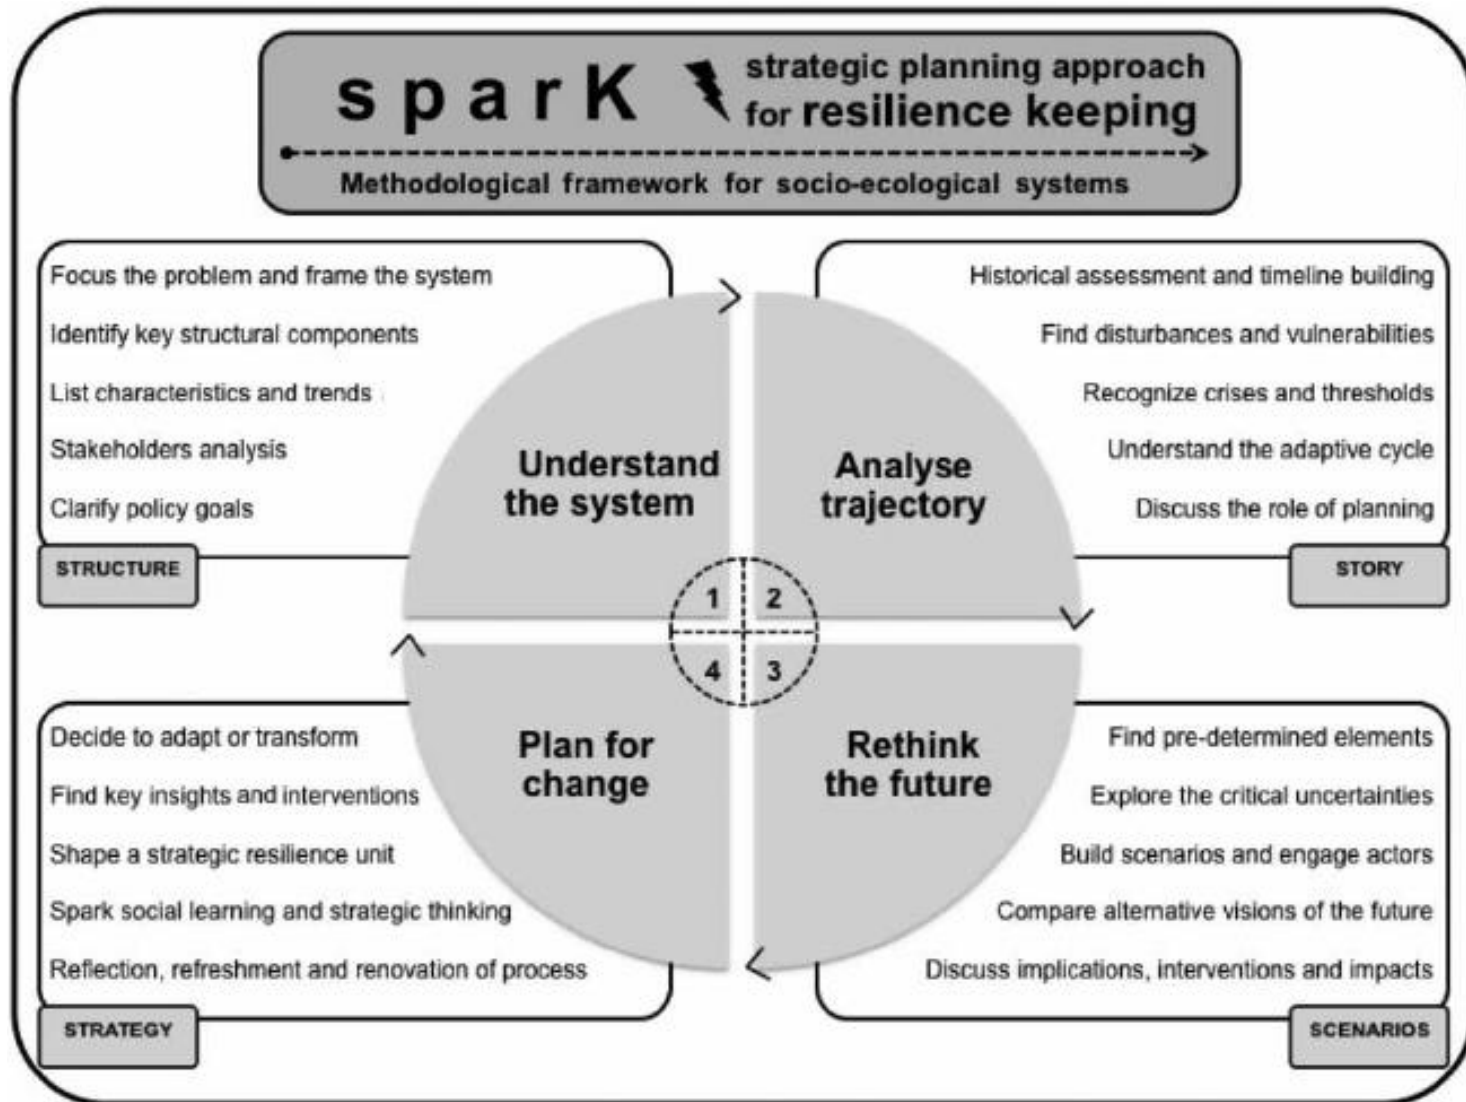 s p a r K
strategic planning approach
for resilience keeping
Methodological framework for socio-ecological systems
Focus the problem and frame the system
Identify key structural components
List characteristics and trends
Stakeholders analysis
Clarify policy goals
STRUCTURE
Historical assessment and timeline building
Find disturbances and vulnerabilities
Recognize crises and thresholds
Understand the adaptive cycle
Discuss the role of planning
STORY
Understand
the system
Analyse
trajectory
1
2
4
3
Plan for
change
Rethink
the future
Decide to adapt or transform
Find key insights and interventions
Shape a strategic resilience unit
Spark social learning and strategic thinking
Reflection, refreshment and renovation of process
STRATEGY
Find pre-determined elements
Explore the critical uncertainties
Build scenarios and engage actors
Compare alternative visions of the future
Discuss implications, interventions and impacts
SCENARIOS